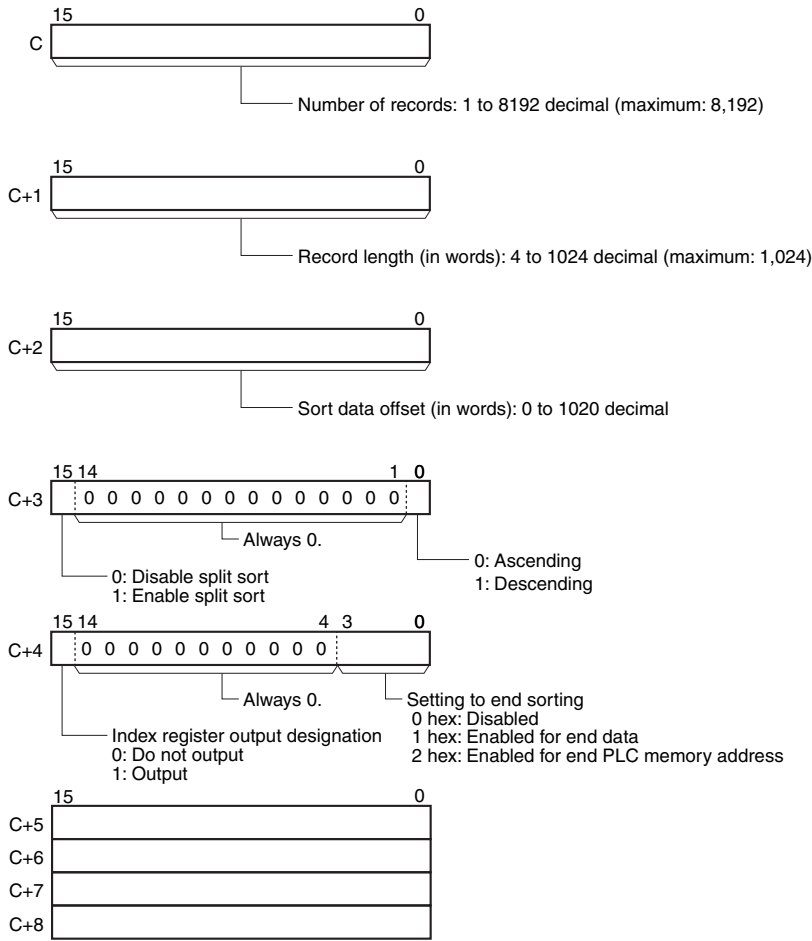 15 0
C
Number of records: 1 to 8192 decimal (maximum: 8,192)
15 0
C+1
Record length (in words): 4 to 1024 decimal (maximum: 1,024)
15 0
C+2
Sort data offset (in words): 0 to 1020 decimal
15 14 1 0
C+3 0 0 0 0 0 0 0 0 0 0 0 0 0 0
Always 0.
0: Ascending
1: Descending
0: Disable split sort
1: Enable split sort
15 14 4 3 0
C+4 0 0 0 0 0 0 0 0 0 0 0
Always 0.
Setting to end sorting
0 hex: Disabled
1 hex: Enabled for end data
2 hex: Enabled for end PLC memory address
Index register output designation
0: Do not output
1: Output
15 0
C+5
C+6
C+7
C+8